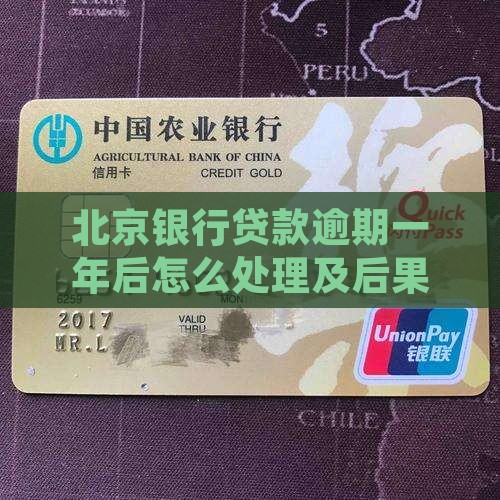 PERU
中国农业银行
AGRICULTURAL BANK OF CHINA
信用卡
CREDIT GOLD
Quick
北京银行贷款逾期一
年后怎么处理及后果
6259
MON
2017
VALID
THRU
MR.L
UnionPay
银联
CHILE